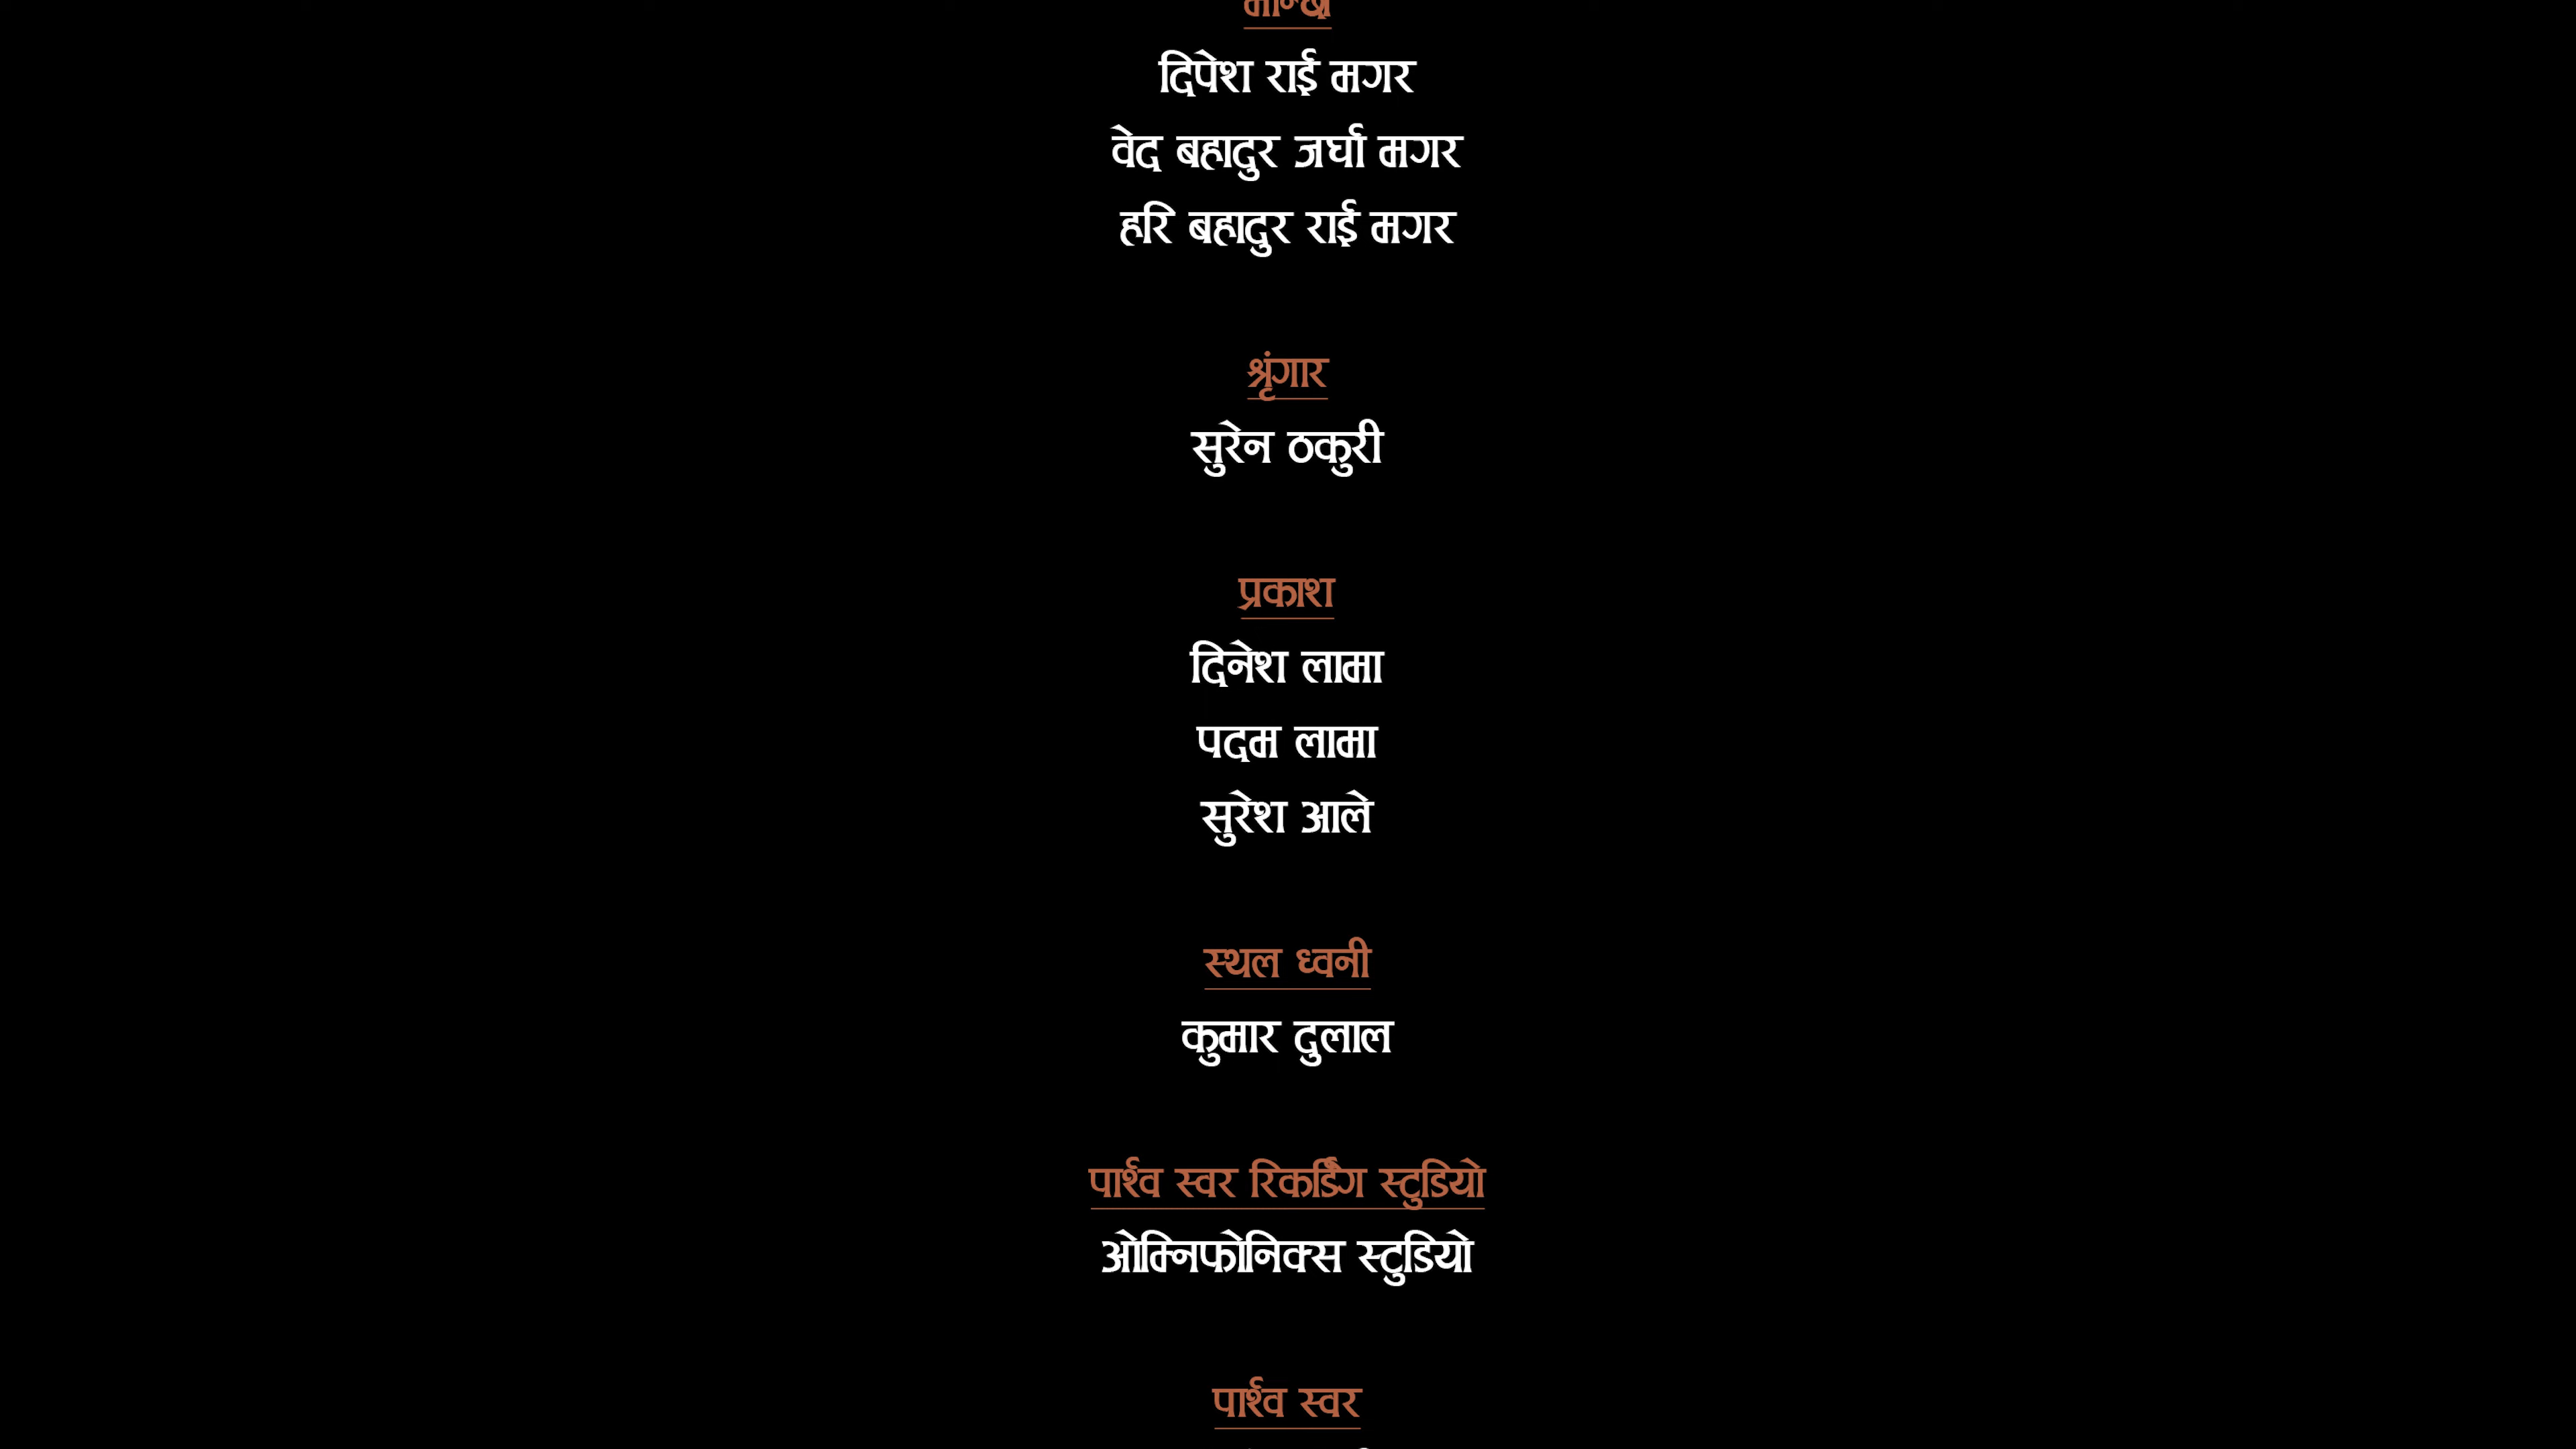 दिपेश राई मगर
वेद बहादुर जर्घा मगर
हरि बहादुर राई मगर
श्रृंगार
सुरेन ठकुरी
प्रकाश
दिनेश लामा
पदम लामा
सुरेश आले
स्थल ध्वनी
कुमार दुलाल
पार्श्व स्वर रिकर्डिंग स्टुडियो
ओम्निफोनिक्स स्टुडियो
पार्श्व स्वर